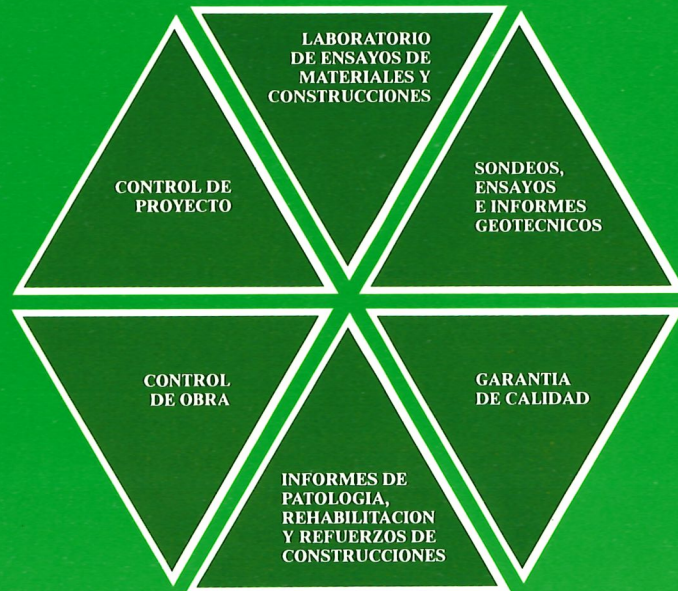 LABORATORIO
DE ENSAYOS DE
MATERIALES Y
CONSTRUCCIONES
CONTROL DE
PROYECTO
SONDEOS,
ENSAYOS
E INFORMES
GEOTECNICOS
CONTROL
DE OBRA
GARANTIA
DE CALIDAD
INFORMES DE
PATOLOGIA,
REHABILITACION
Y REFUERZOS DE
CONSTRUCCIONES